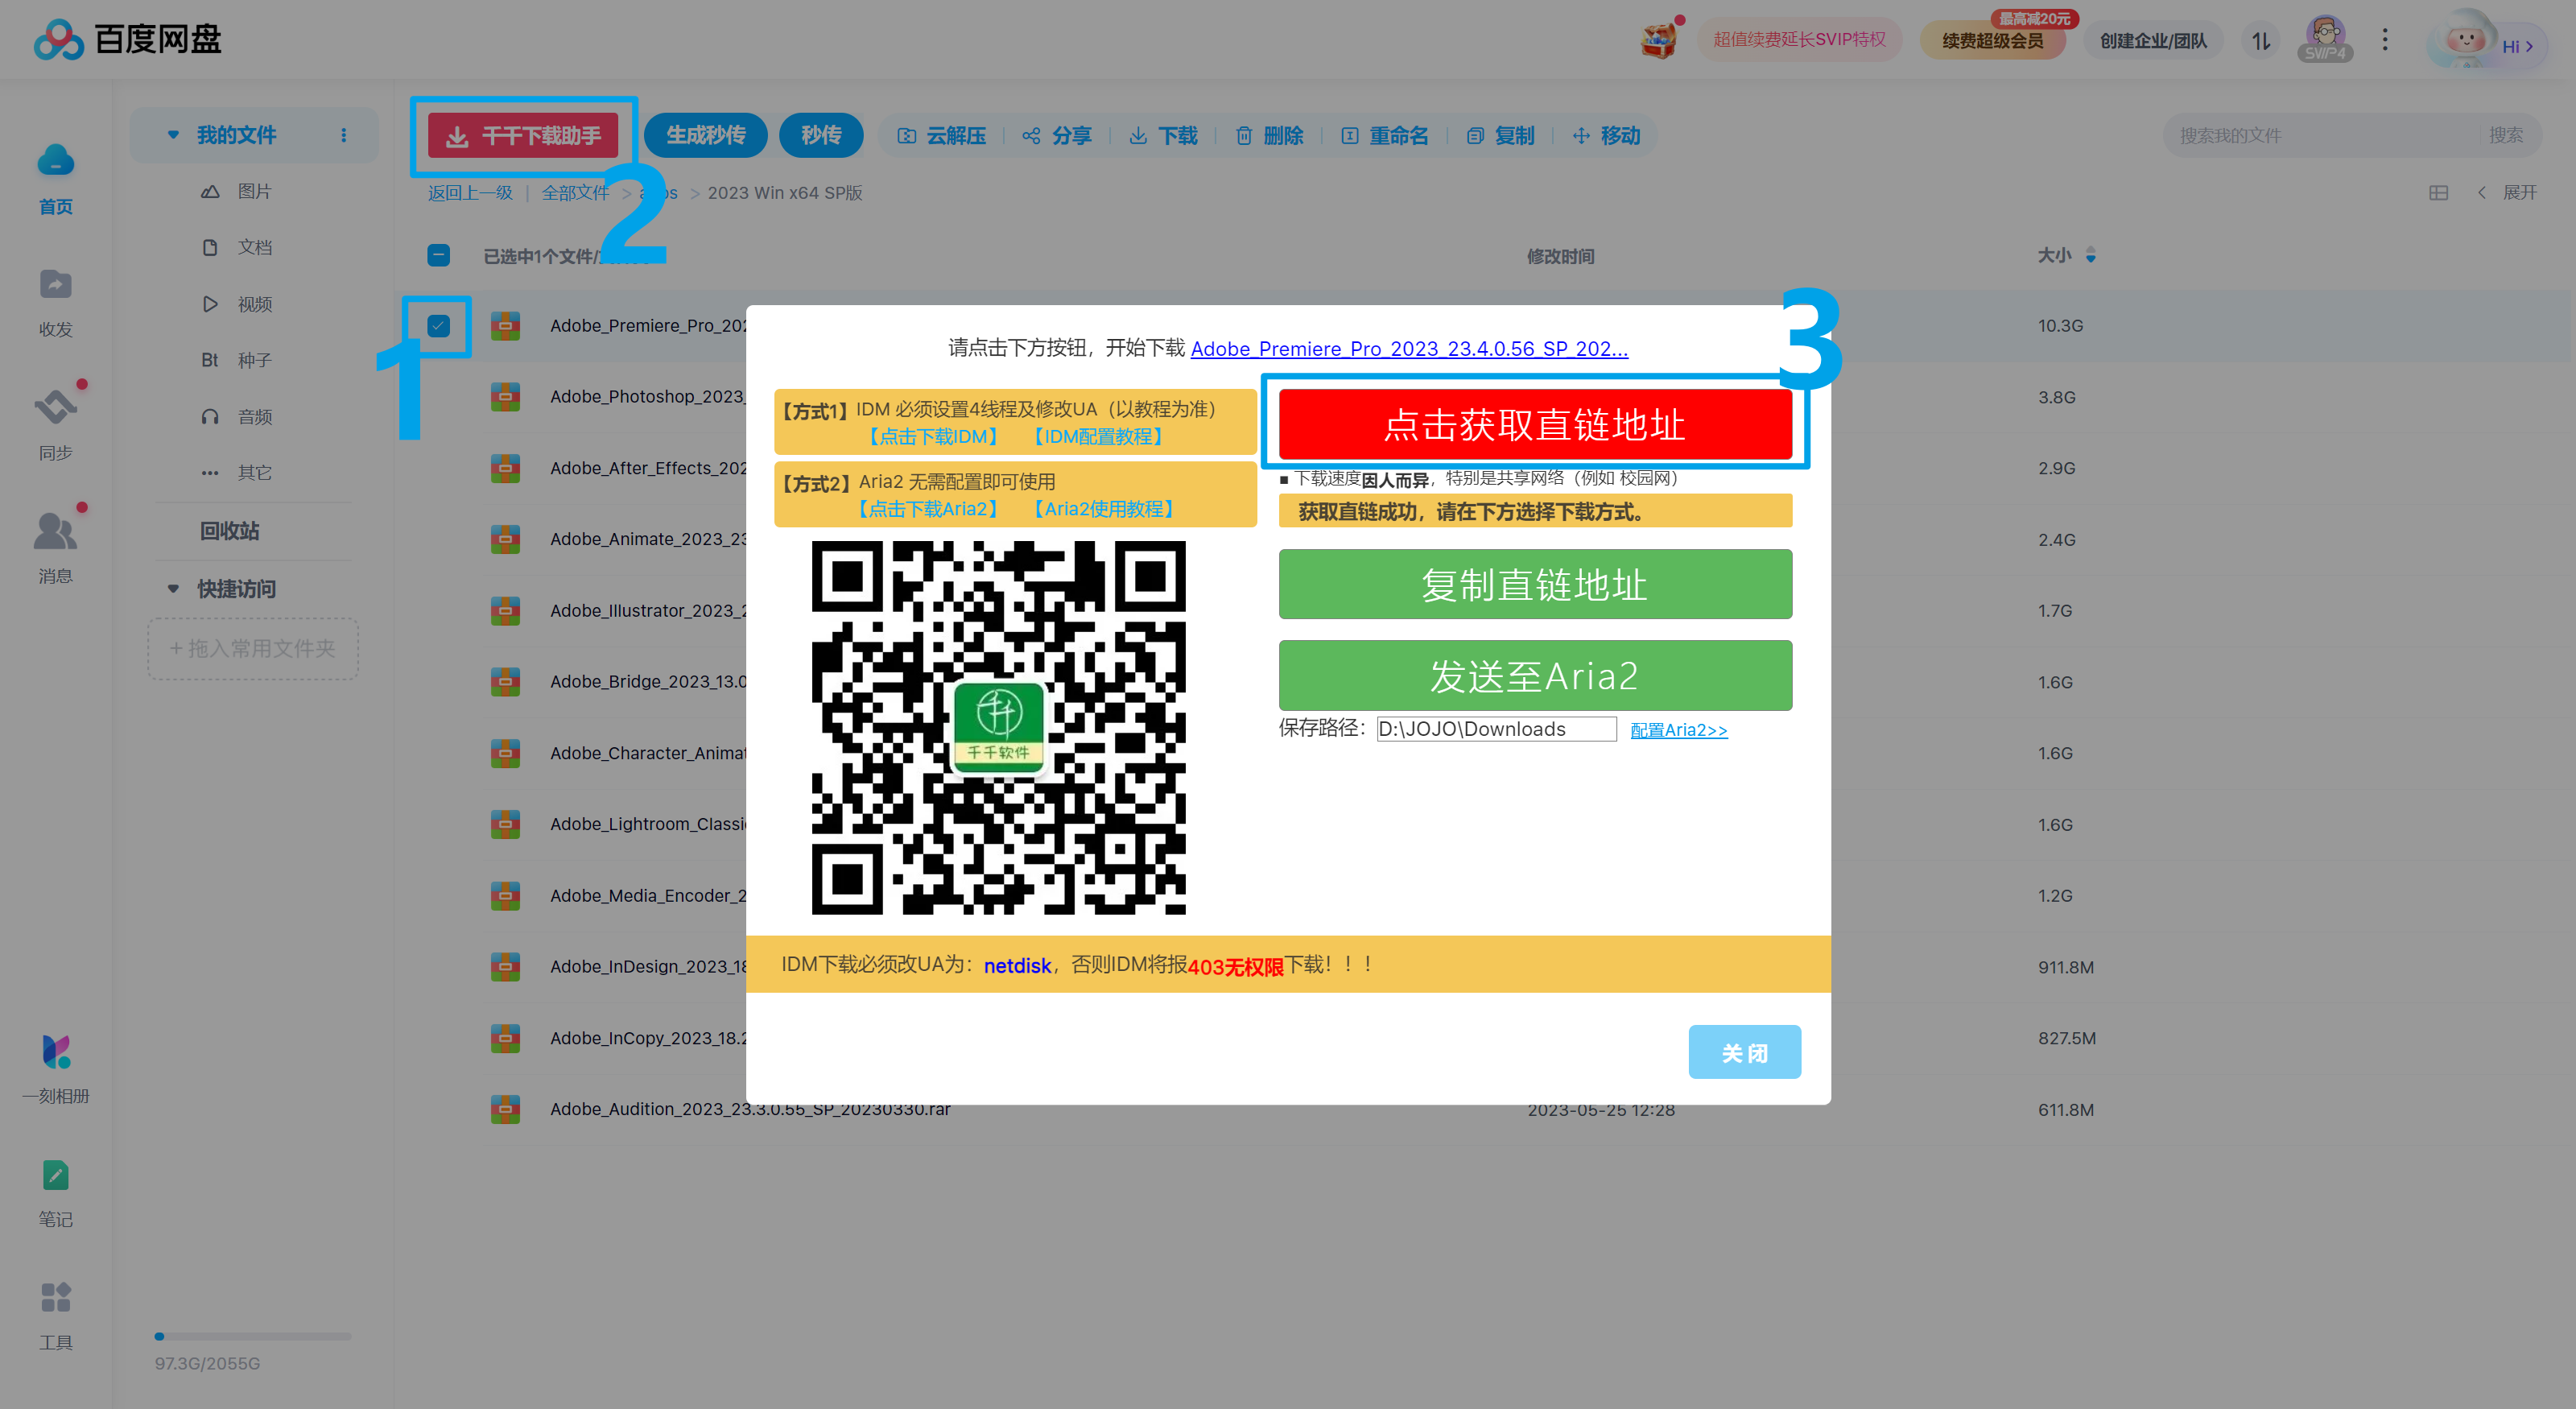 百度网盘
超值续费延长SVIP特权
最高减20元
续费超级会员
创建企业/团队
SVIP4
Hi >
首页
收发
同步
消息
一刻相册
笔记
工具
我的文件
图片
文档
视频
Bt 种子
音频
其它
回收站
快捷访问
+ 拖入常用文件夹
97.3G/2055G
千千下载助手
生成秒传
秒传
云解压
分享
下载
删除
重命名
复制
移动
搜索我的文件
搜索
2
返回上一级 | 全部文件 > > 2023 Win x64 SP版
展开
已选中1个文件/
修改时间
大小
1
Adobe_Premiere_Pro_202
10.3G
Adobe_Photoshop_2023_
3.8G
Adobe_After_Effects_202
2.9G
Adobe_Animate_2023_23
2.4G
Adobe_Illustrator_2023_2
1.7G
Adobe_Bridge_2023_13.0
1.6G
Adobe_Character_Animat
1.6G
Adobe_Lightroom_Classi
1.6G
Adobe_Media_Encoder_2
1.2G
Adobe_InDesign_2023_18
911.8M
Adobe_InCopy_2023_18.2
827.5M
Adobe_Audition_2023_23.3.0.55_SP_20230330.rar
2023-05-25 12:28
611.8M
3
请点击下方按钮，开始下载 Adobe_Premiere_Pro_2023_23.4.0.56_SP_202...
【方式1】IDM 必须设置4线程及修改UA（以教程为准）
【点击下载IDM】 【IDM配置教程】
【方式2】Aria2 无需配置即可使用
【点击下载Aria2】 【Aria2使用教程】
千千
千千软件
点击获取直链地址
■ 下载速度因人而异，特别是共享网络（例如 校园网）
获取直链成功，请在下方选择下载方式。
复制直链地址
发送至Aria2
保存路径：D:\JOJO\Downloads 配置Aria2>>
IDM下载必须改UA为：netdisk，否则IDM将报403无权限下载！！！
关闭